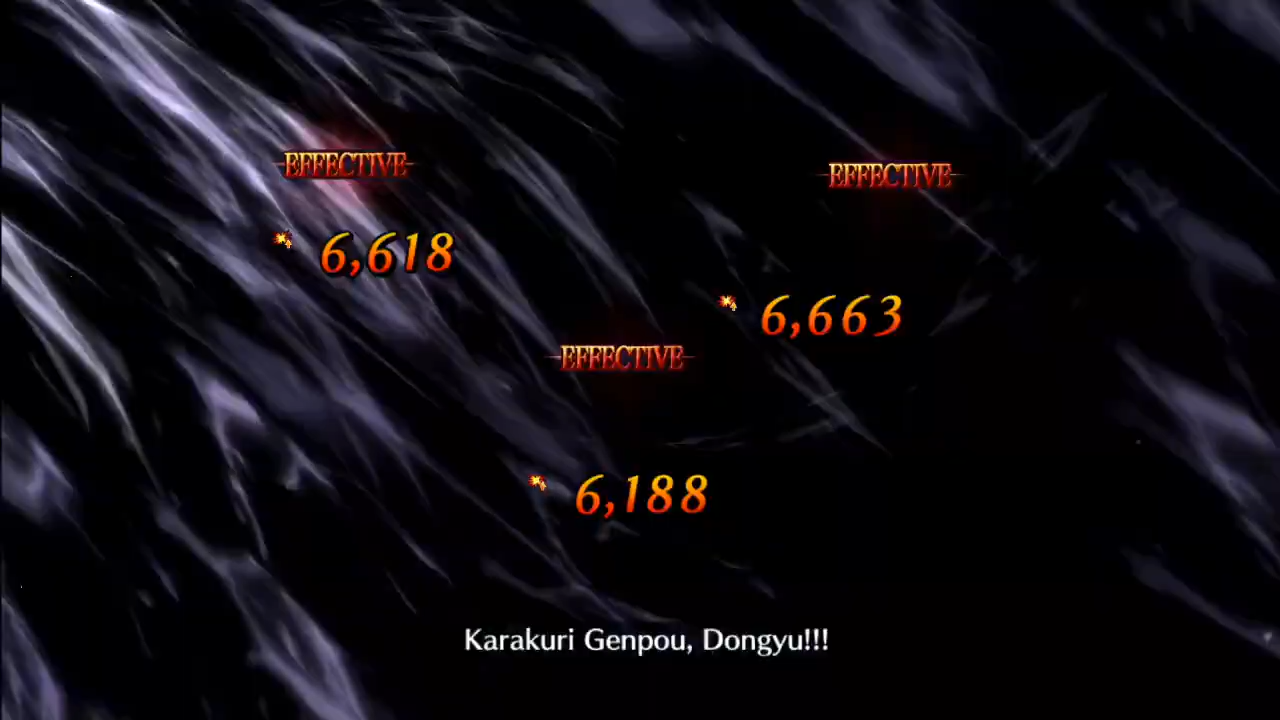 EFFECTIVE
EFFECTIVE
6,618
6,663
EFFECTIVE
6,188
Karakuri Genpou, Dongyu!!!